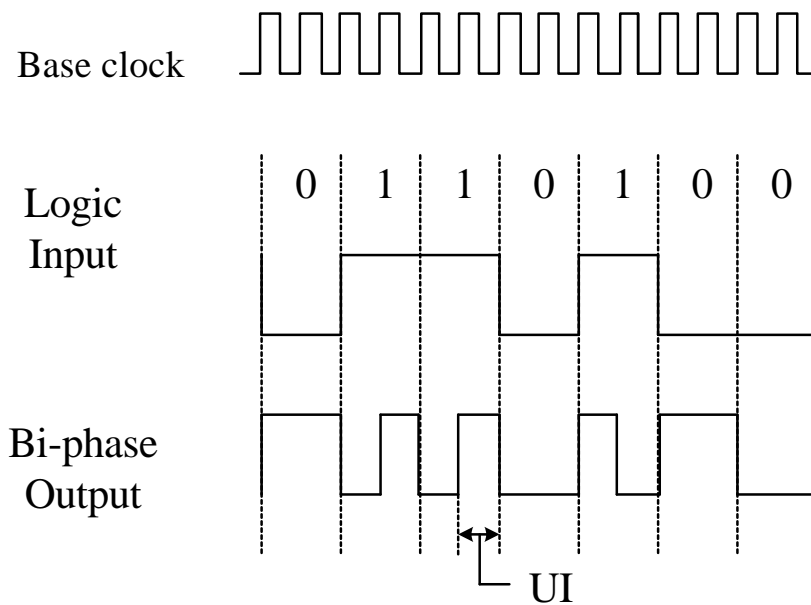 Base clock
0 1 1 0 1 0 0
Logic
Input
Bi-phase
Output
UI